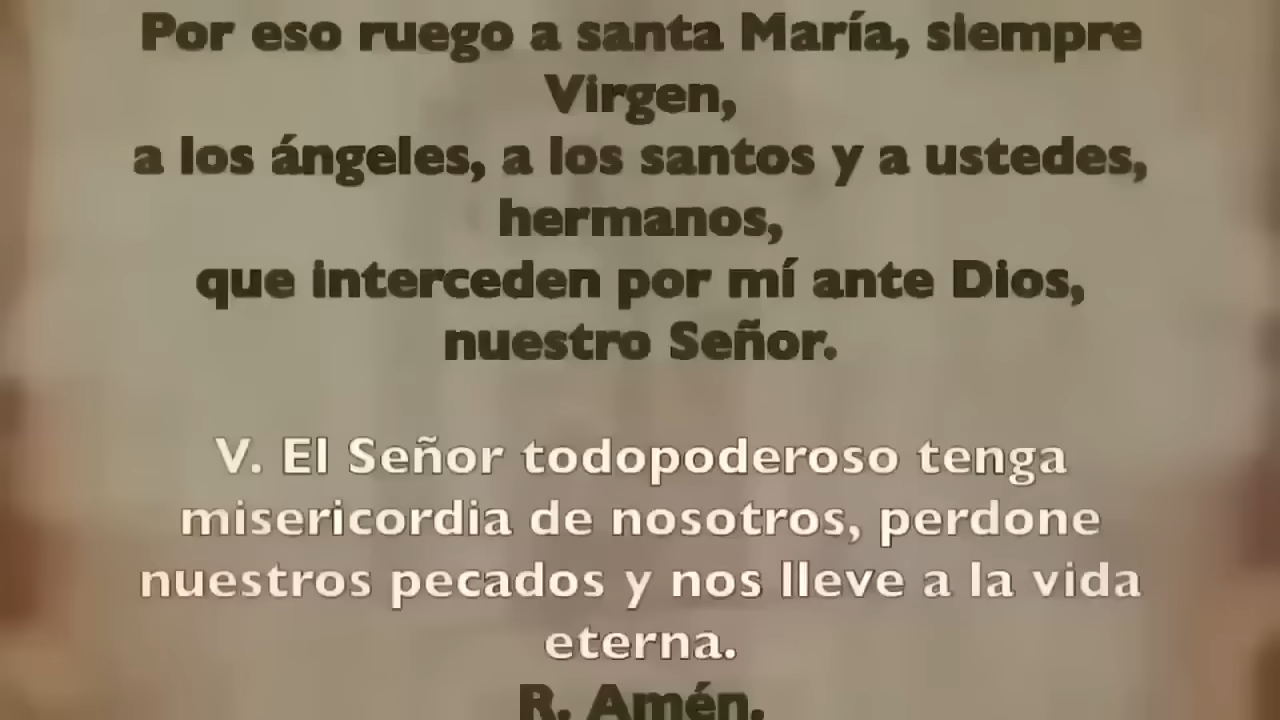 Por eso ruego a santa María, siempre
Virgen,
a los ángeles, a los santos y a ustedes,
hermanos,
que interceden por mí ante Dios,
nuestro Señor.
V. El Señor todopoderoso tenga
misericordia de nosotros, perdone
nuestros pecados y nos lleve a la vida
eterna.
R. Amén.